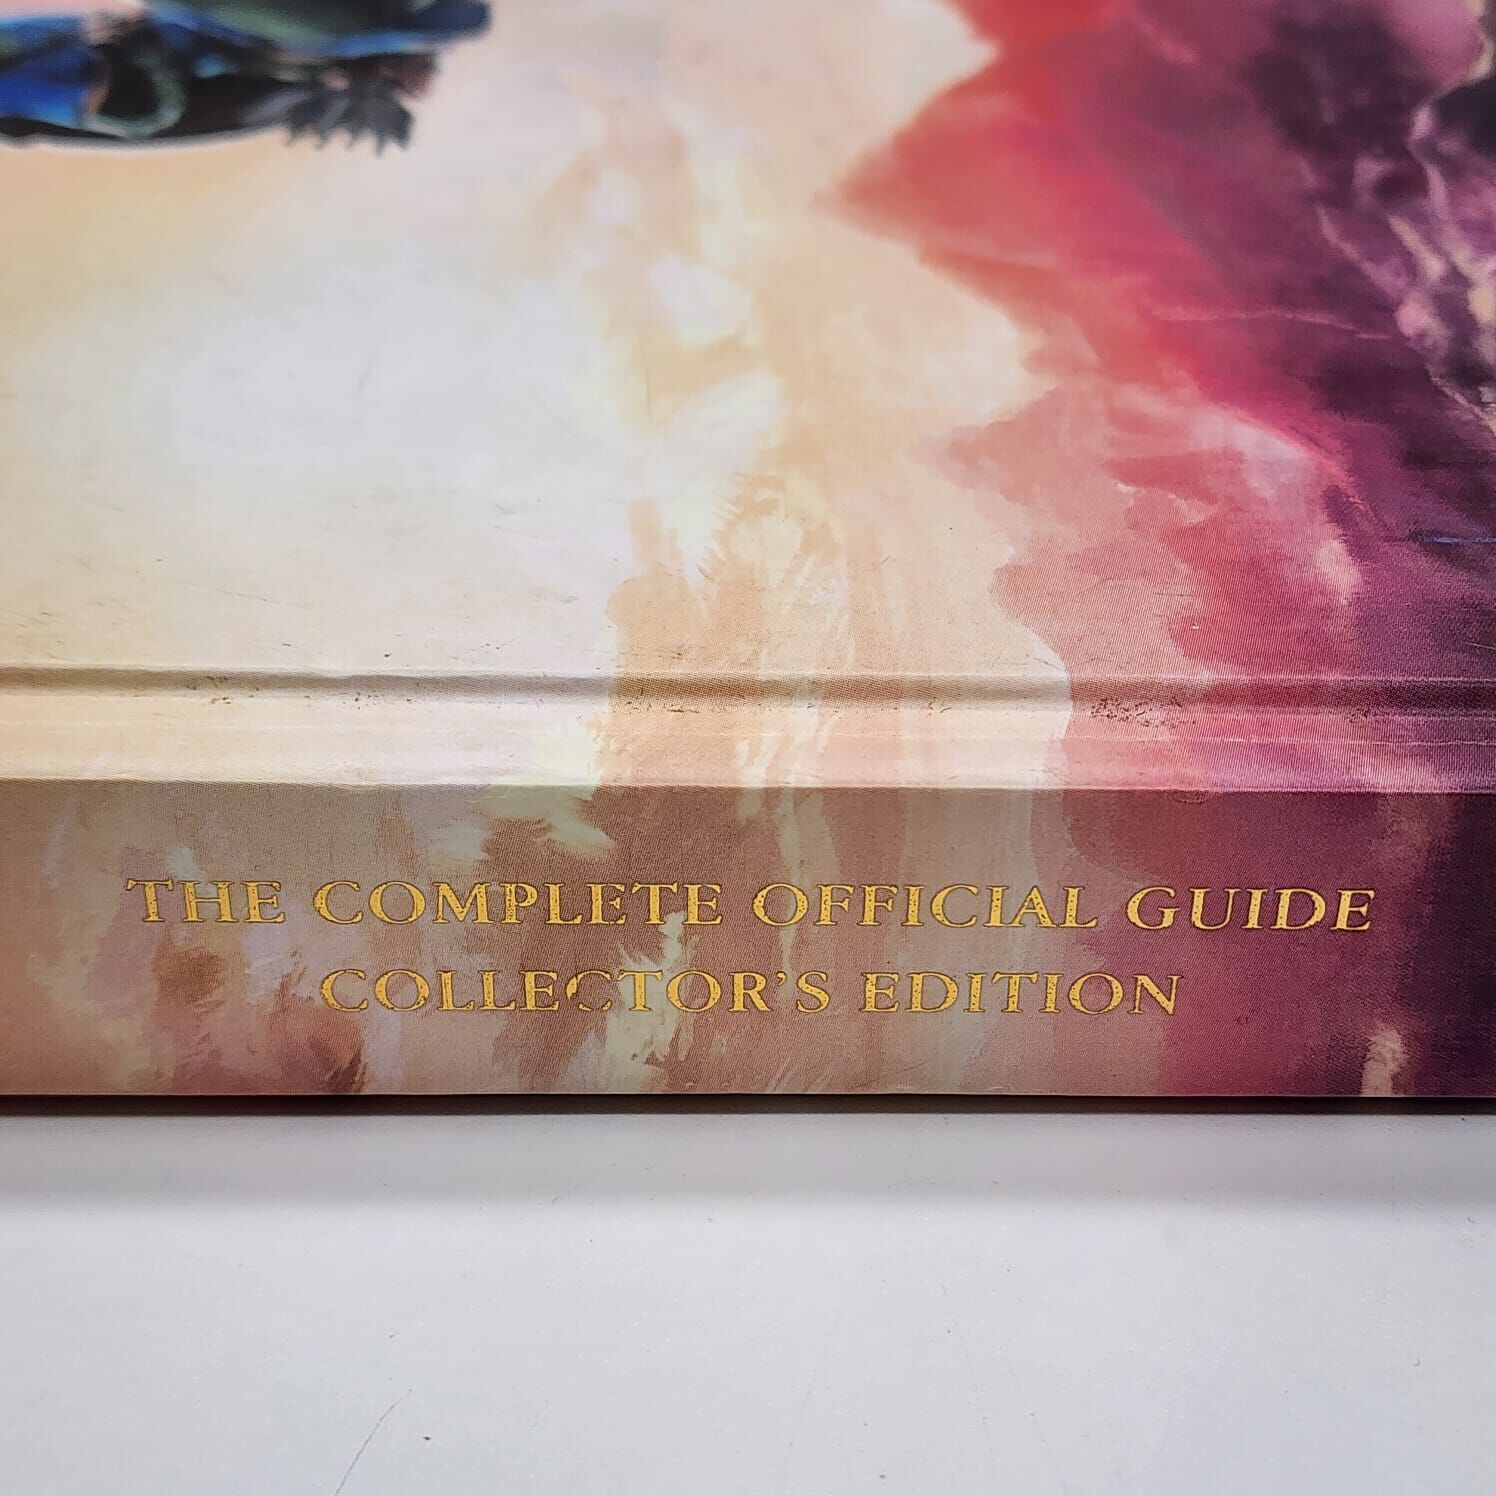 THE COMPLETE OFFICIAL GUIDE
COLLECTOR'S EDITION